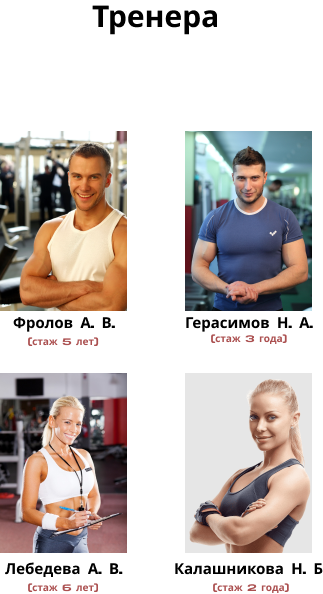 Тренера
Фролов А. В.
(стаж 5 лет)
Герасимов Н. А.
(стаж 3 года)
Лебедева А. В.
(стаж 6 лет)
Калашникова Н. Б
(стаж 2 года)